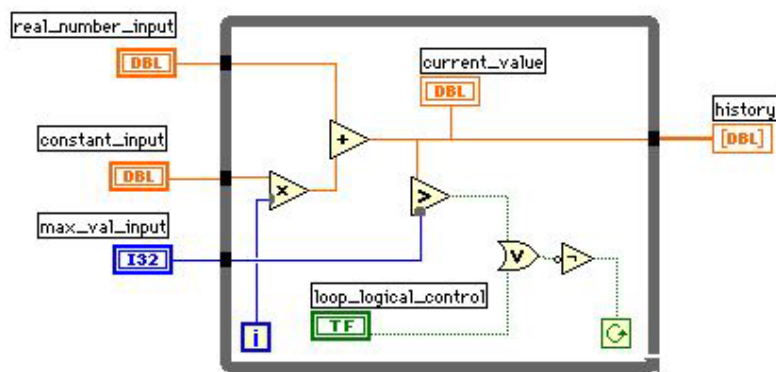 real_number_input
DBL
current_value
DBL
history
[DBL]
constant_input
DBL
+
x
>
max_val_input
I32
V
¬
loop_logical_control
TF
i